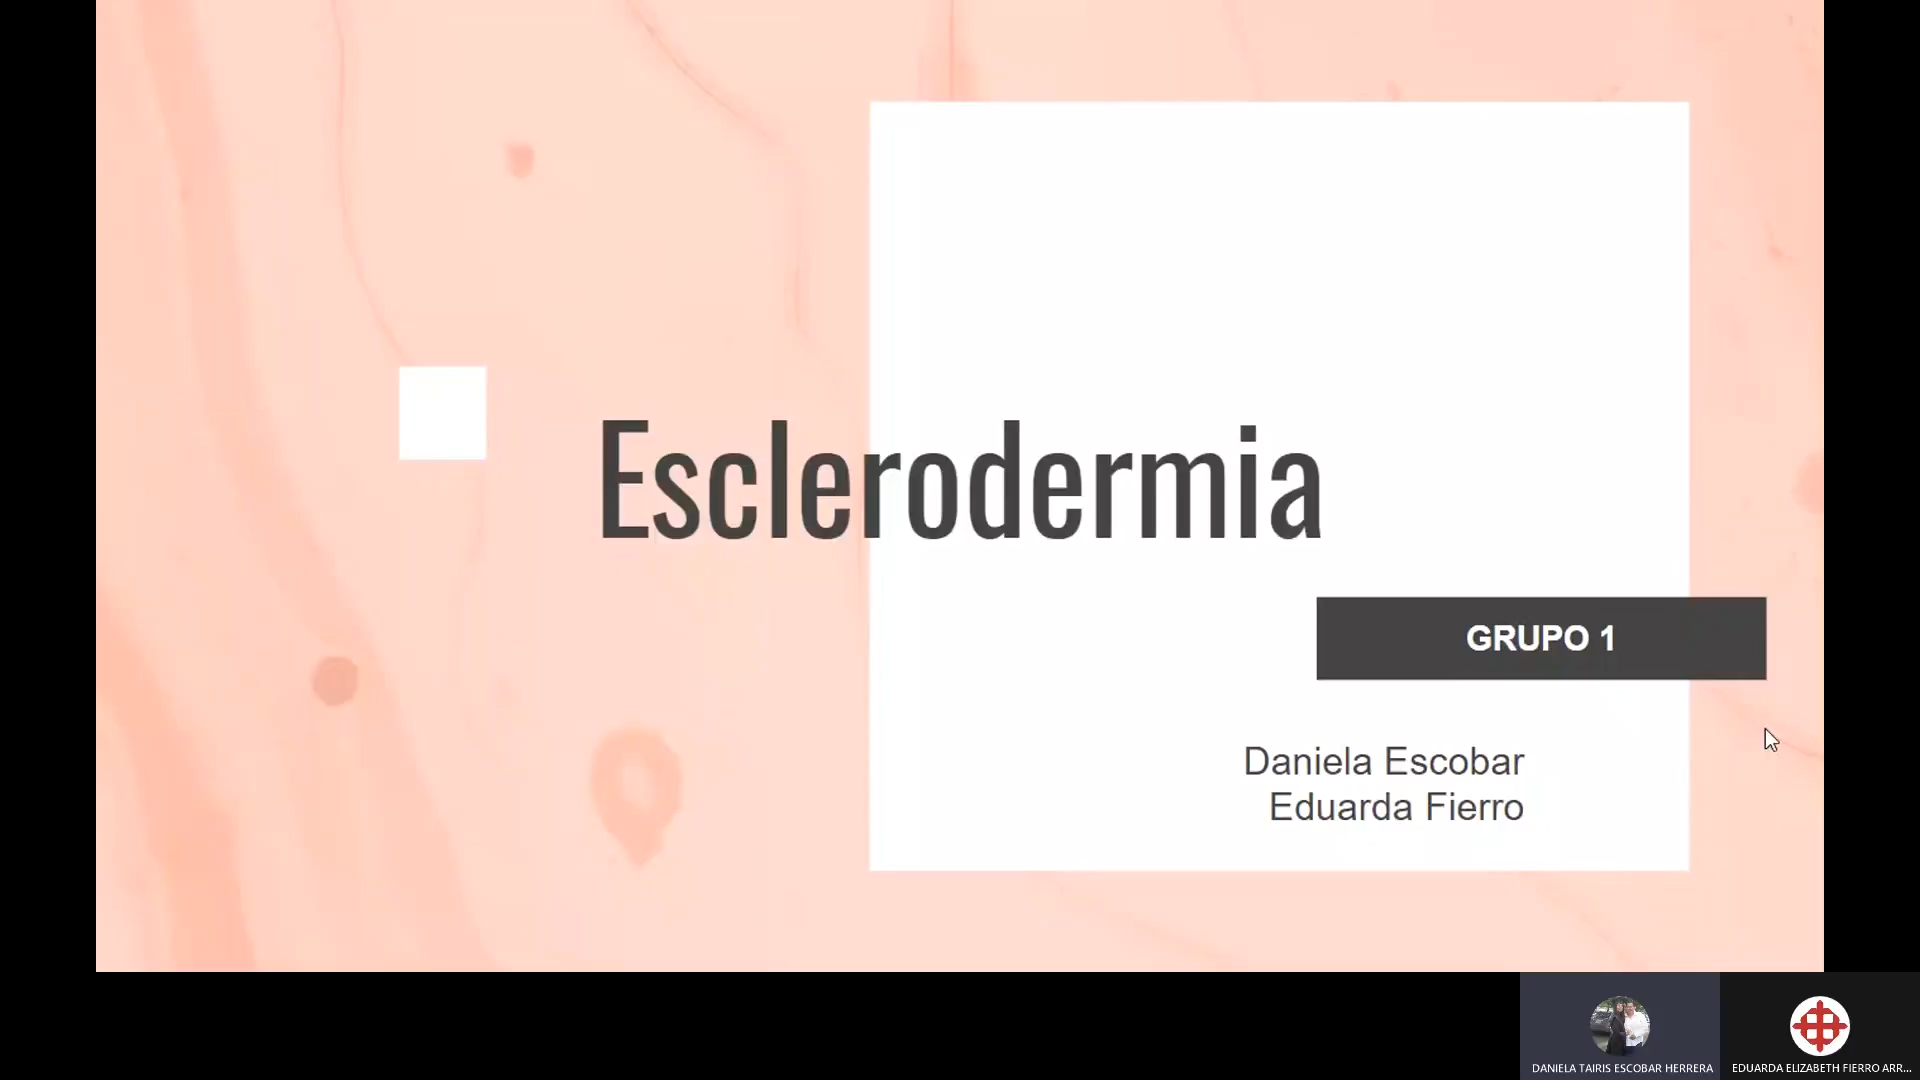 Esclerodermia
GRUPO 1
Daniela Escobar
Eduarda Fierro
DANIELA TAIRIS ESCOBAR HERRERA
EDUARDA ELIZABETH FIERRO ARR...